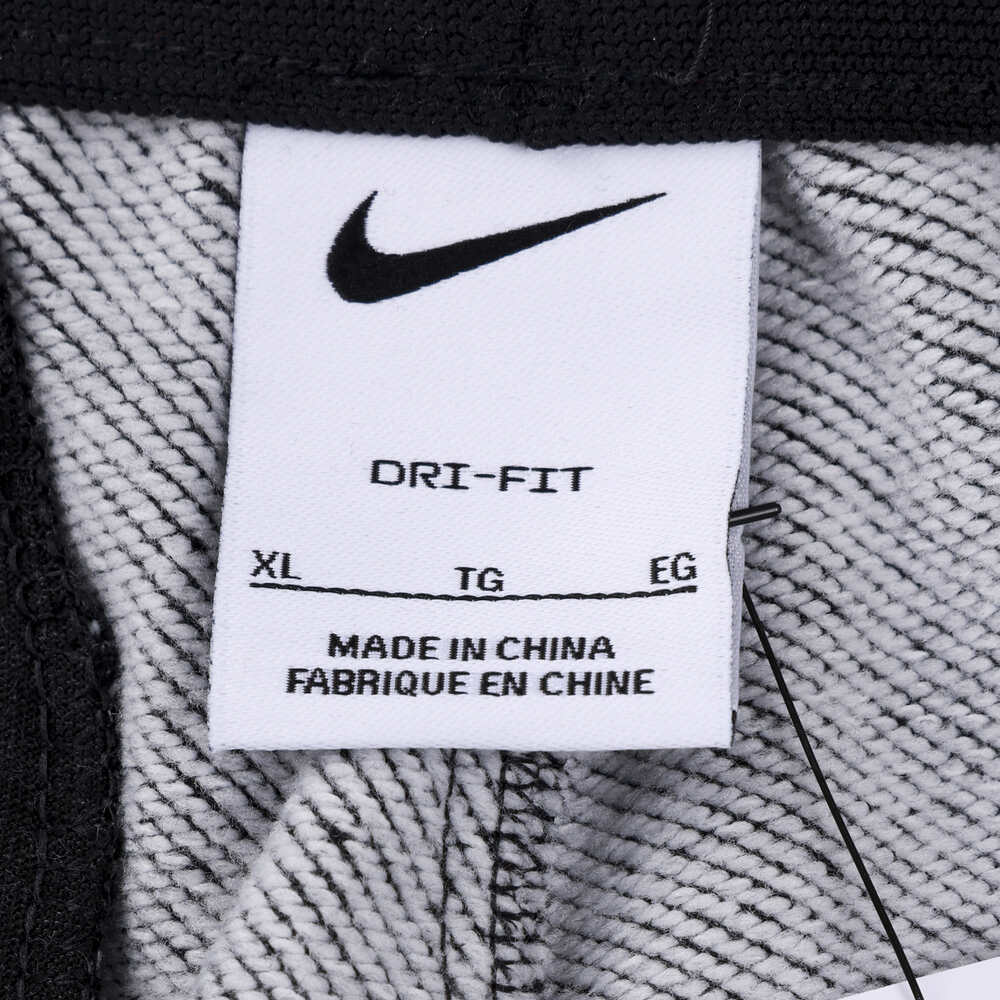 DRI-FIT
XL TG EG
MADE IN CHINA
FABRIQUE EN CHINE